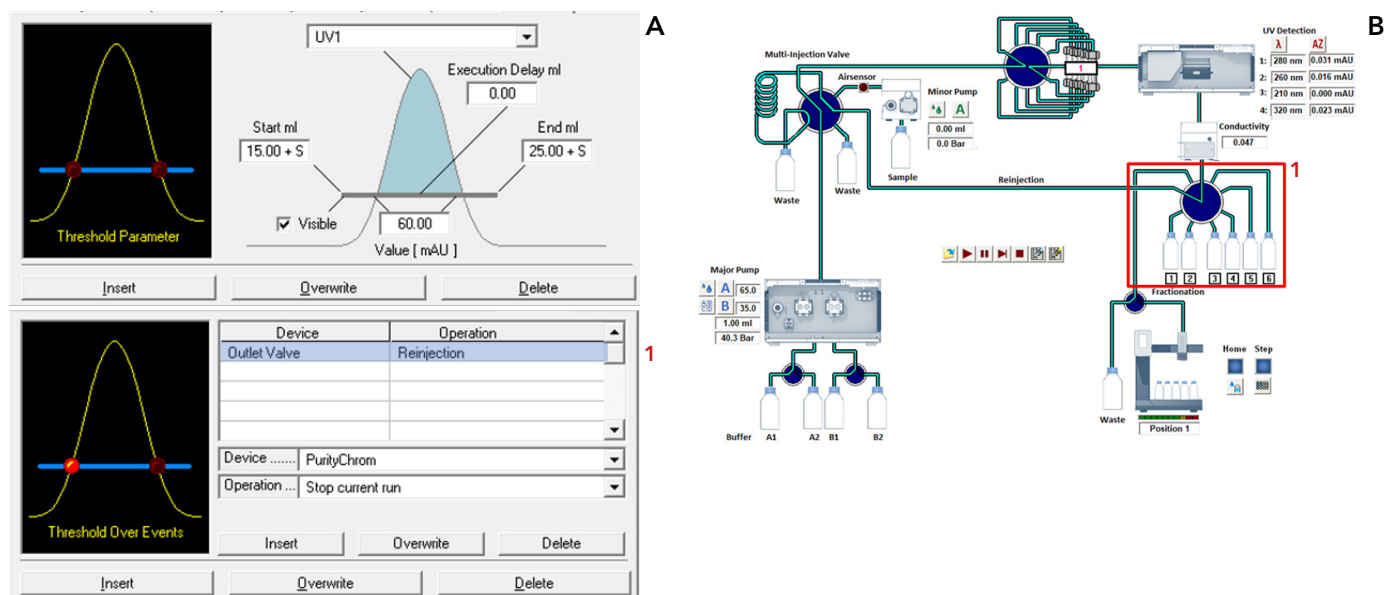 A
UV1
Execution Delay ml
0.00
Start ml
End ml
15.00 + S
25.00 + S
Visible
60.00
Value [ mAU ]
Threshold Parameter
Insert
Overwrite
Delete
Device Operation
Outlet Valve Reinjection
1
Device ....... PurityChrom
Operation ... Stop current run
Threshold Over Events
Insert Overwrite Delete
Insert Overwrite Delete
B
Multi-Injection Valve
Airsensor
Minor Pump
A
0.00 ml
0.0 Bar
Waste
Waste
Sample
1
UV Detection
λ AZ
1: 280 nm 0.031 mAU
2: 260 nm 0.016 mAU
3: 210 nm 0.000 mAU
4: 320 nm 0.023 mAU
Conductivity
0.047
Reinjection
1
1 2 3 4 5 6
Fractionation
Major Pump
A 65.0
B 35.0
1.00 ml
40.3 Bar
Buffer A1 A2 B1 B2
Home Step
Waste
Position 1